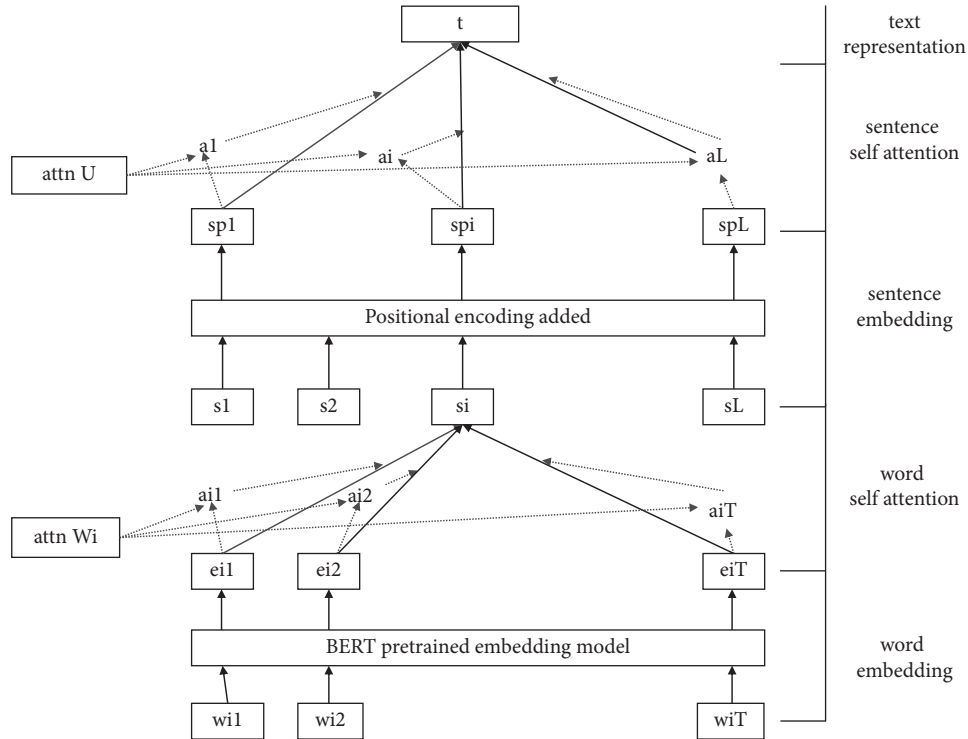 t
text
representation
a1
ai
aL
sentence
self attention
attn U
sp1
spi
spL
Positional encoding added
sentence
embedding
s1
s2
si
sL
ai1
ai2
aiT
word
self attention
attn Wi
ei1
ei2
eiT
BERT pretrained embedding model
word
embedding
wi1
wi2
wiT